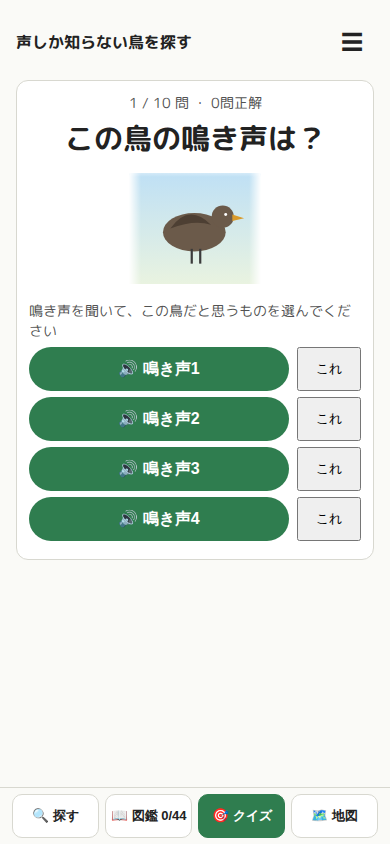 声しか知らない鳥を探す
☰
1 / 10 問 · 0問正解
この鳥の鳴き声は？
鳴き声を聞いて、この鳥だと思うものを選んでくだ
さい
🔊 鳴き声1 これ
🔊 鳴き声2 これ
🔊 鳴き声3 これ
🔊 鳴き声4 これ
🔍 探す 📖 図鑑 0/44 🎯 クイズ 🗺️ 地図